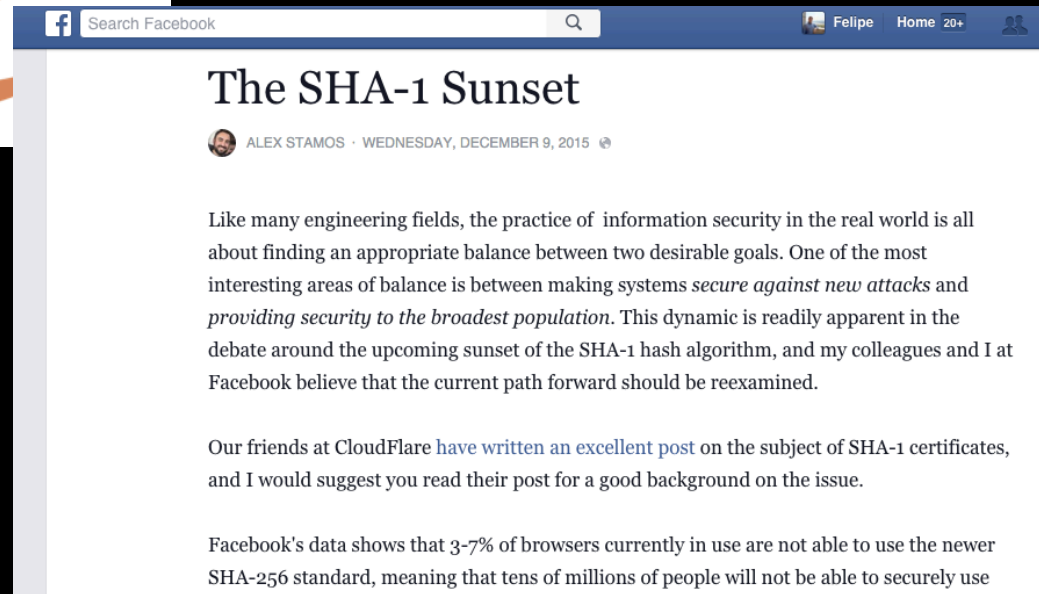 f Search Facebook Felipe Home 20+
The SHA-1 Sunset
ALEX STAMOS · WEDNESDAY, DECEMBER 9, 2015
Like many engineering fields, the practice of information security in the real world is all
about finding an appropriate balance between two desirable goals. One of the most
interesting areas of balance is between making systems secure against new attacks and
providing security to the broadest population. This dynamic is readily apparent in the
debate around the upcoming sunset of the SHA-1 hash algorithm, and my colleagues and I at
Facebook believe that the current path forward should be reexamined.
Our friends at CloudFlare have written an excellent post on the subject of SHA-1 certificates,
and I would suggest you read their post for a good background on the issue.
Facebook's data shows that 3-7% of browsers currently in use are not able to use the newer
SHA-256 standard, meaning that tens of millions of people will not be able to securely use